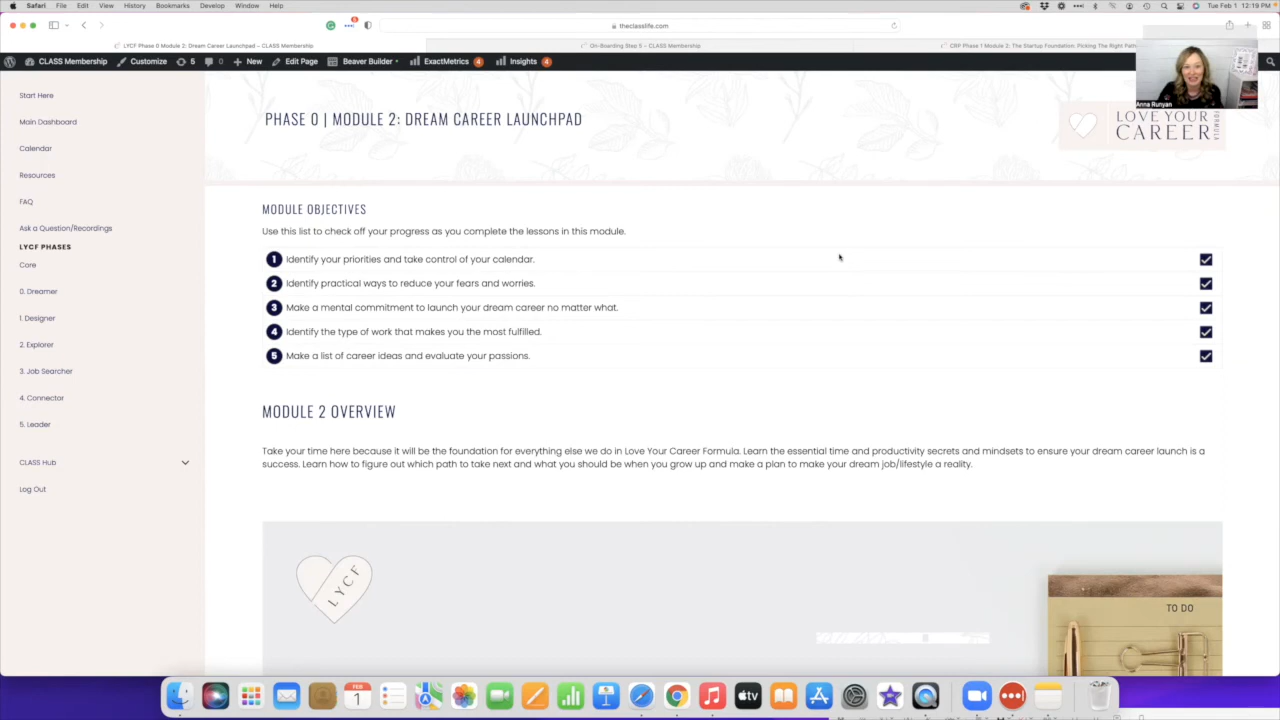 Safari File Edit View History Bookmarks Develop Window Help
Tue Feb 1 12:19 PM
theclasslife.com
LYCF Phase 0 Module 2: Dream Career Launchpad – CLASS Membership
On-Boarding Step 5 – CLASS Membership
CRP Phase 1 Module 2: The Startup Foundation: Picking The Right Path
CLASS Membership Customize 5 0 New Edit Page Beaver Builder ExactMetrics 4 Insights 4
Anna Runyan
Start Here
Main Dashboard
Calendar
Resources
FAQ
Ask a Question/Recordings
LYCF PHASES
Core
0. Dreamer
1. Designer
2. Explorer
3. Job Searcher
4. Connector
5. Leader
CLASS Hub
Log Out
PHASE 0 | MODULE 2: DREAM CAREER LAUNCHPAD
LOVE YOUR
CAREER
FORMULA
MODULE OBJECTIVES
Use this list to check off your progress as you complete the lessons in this module.
1 Identify your priorities and take control of your calendar.
2 Identify practical ways to reduce your fears and worries.
3 Make a mental commitment to launch your dream career no matter what.
4 Identify the type of work that makes you the most fulfilled.
5 Make a list of career ideas and evaluate your passions.
MODULE 2 OVERVIEW
Take your time here because it will be the foundation for everything else we do in Love Your Career Formula. Learn the essential time and productivity secrets and mindsets to ensure your dream career launch is a
success. Learn how to figure out which path to take next and what you should be when you grow up and make a plan to make your dream job/lifestyle a reality.
LYCF
TO DO
FEB
1
tv